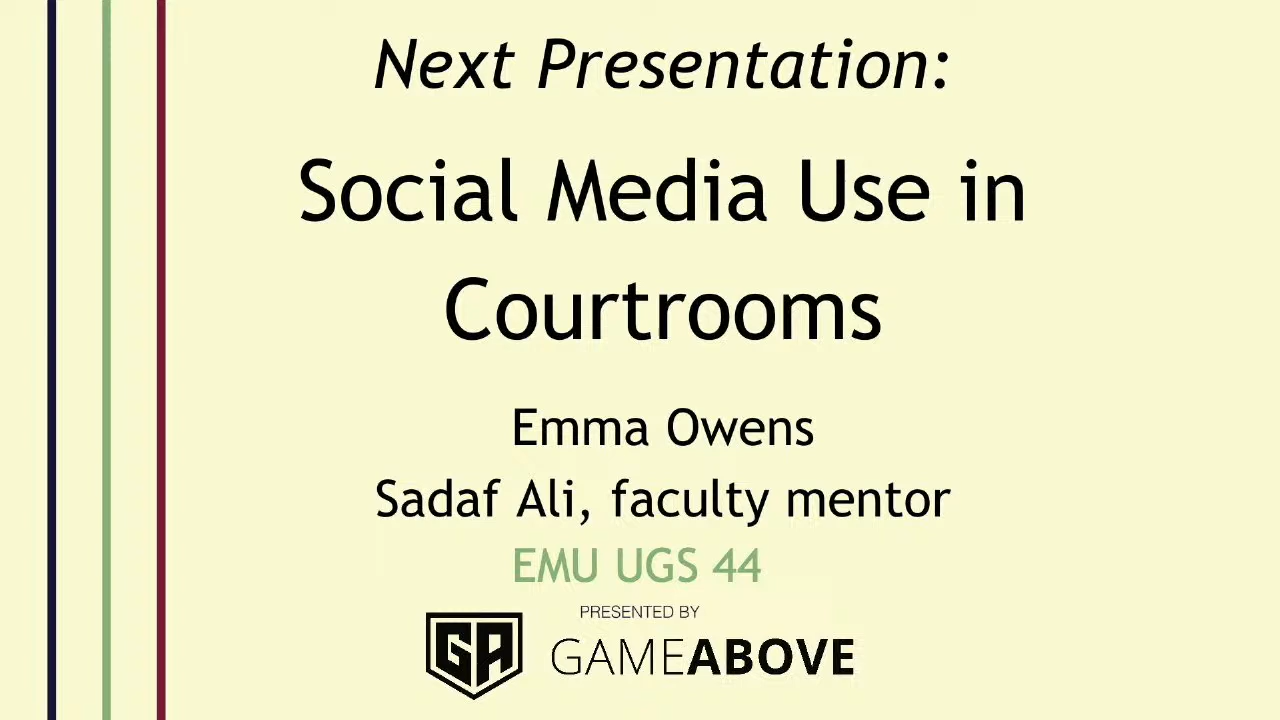 Next Presentation:
Social Media Use in
Courtrooms
Emma Owens
Sadaf Ali, faculty mentor
EMU UGS 44
PRESENTED BY
GA GAMEABOVE